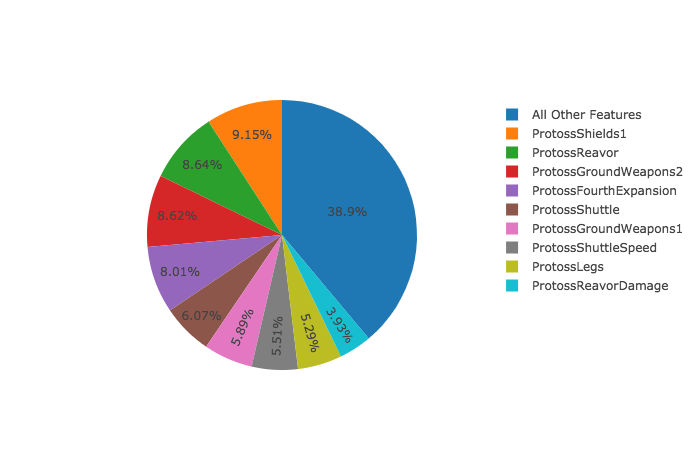 38.9%
9.15%
8.64%
8.62%
8.01%
6.07%
5.89%
5.51%
5.29%
3.93%
All Other Features
ProtossShields1
ProtossReavor
ProtossGroundWeapons2
ProtossFourthExpansion
ProtossShuttle
ProtossGroundWeapons1
ProtossShuttleSpeed
ProtossLegs
ProtossReavorDamage